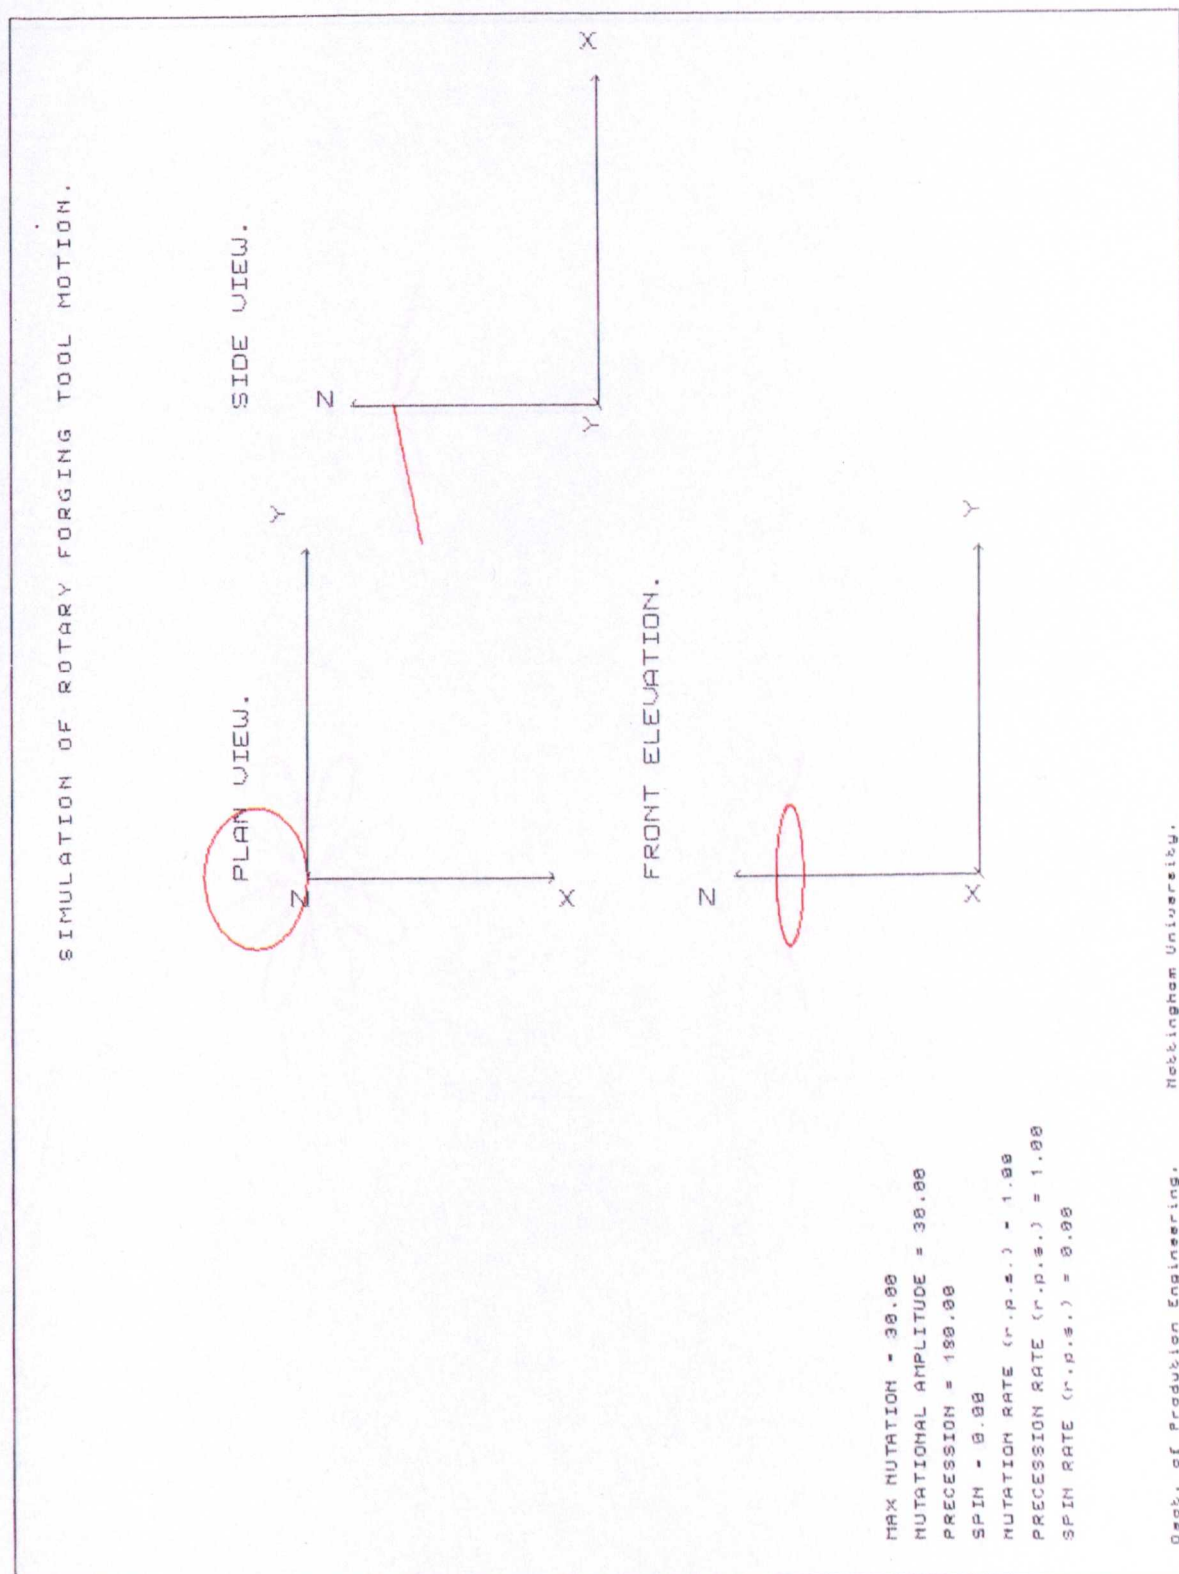 SIMULATION OF ROTARY FORGING TOOL MOTION.
PLAN VIEW.
Z
Y
X
SIDE VIEW.
Z
X
Y
FRONT ELEVATION.
Z
X
Y
MAX NUTATION = 30.00
NUTATIONAL AMPLITUDE = 30.00
PRECESSION = 180.00
SPIN = 0.00
NUTATION RATE (r.p.s.) = 1.00
PRECESSION RATE (r.p.s.) = 1.00
SPIN RATE (r.p.s.) = 0.00
Dept. of Prodution Engineering. Nottingham University.